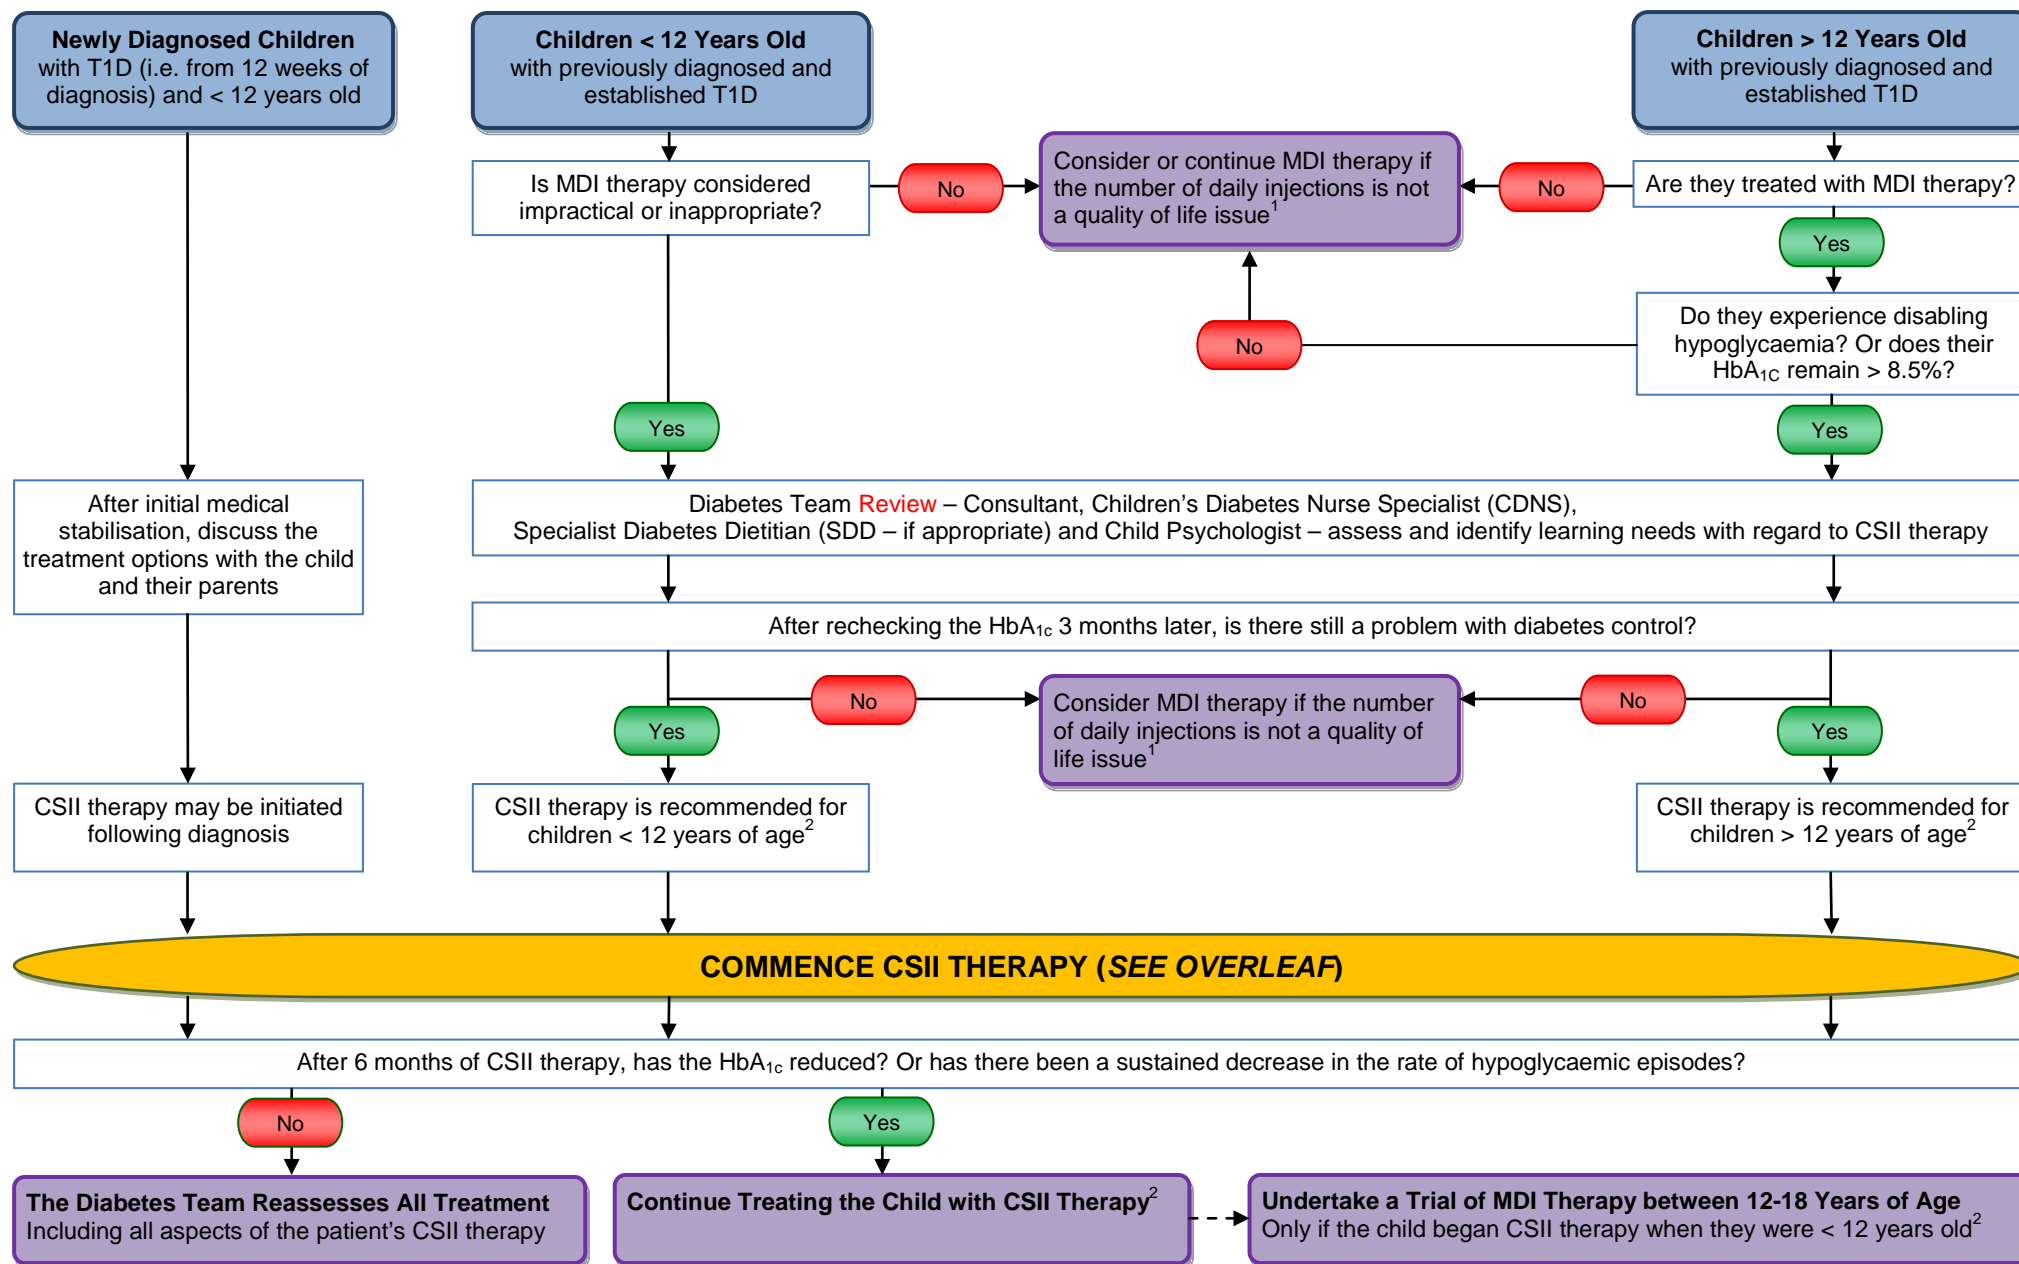 Newly Diagnosed Children
with T1D (i.e. from 12 weeks of
diagnosis) and < 12 years old
Children < 12 Years Old
with previously diagnosed and
established T1D
Children > 12 Years Old
with previously diagnosed and
established T1D
Is MDI therapy considered
impractical or inappropriate?
No
Consider or continue MDI therapy if
the number of daily injections is not
a quality of life issue¹
No
Are they treated with MDI therapy?
Yes
Do they experience disabling
hypoglycaemia? Or does their
HbA₁C remain > 8.5%?
No
Yes
Yes
After initial medical
stabilisation, discuss the
treatment options with the child
and their parents
Diabetes Team Review – Consultant, Children’s Diabetes Nurse Specialist (CDNS),
Specialist Diabetes Dietitian (SDD – if appropriate) and Child Psychologist – assess and identify learning needs with regard to CSII therapy
After rechecking the HbA₁c 3 months later, is there still a problem with diabetes control?
No
Consider MDI therapy if the number
of daily injections is not a quality of
life issue¹
No
Yes
Yes
CSII therapy may be initiated
following diagnosis
CSII therapy is recommended for
children < 12 years of age²
CSII therapy is recommended for
children > 12 years of age²
COMMENCE CSII THERAPY (SEE OVERLEAF)
After 6 months of CSII therapy, has the HbA₁c reduced? Or has there been a sustained decrease in the rate of hypoglycaemic episodes?
No
Yes
The Diabetes Team Reassesses All Treatment
Including all aspects of the patient’s CSII therapy
Continue Treating the Child with CSII Therapy²
Undertake a Trial of MDI Therapy between 12-18 Years of Age
Only if the child began CSII therapy when they were < 12 years old²